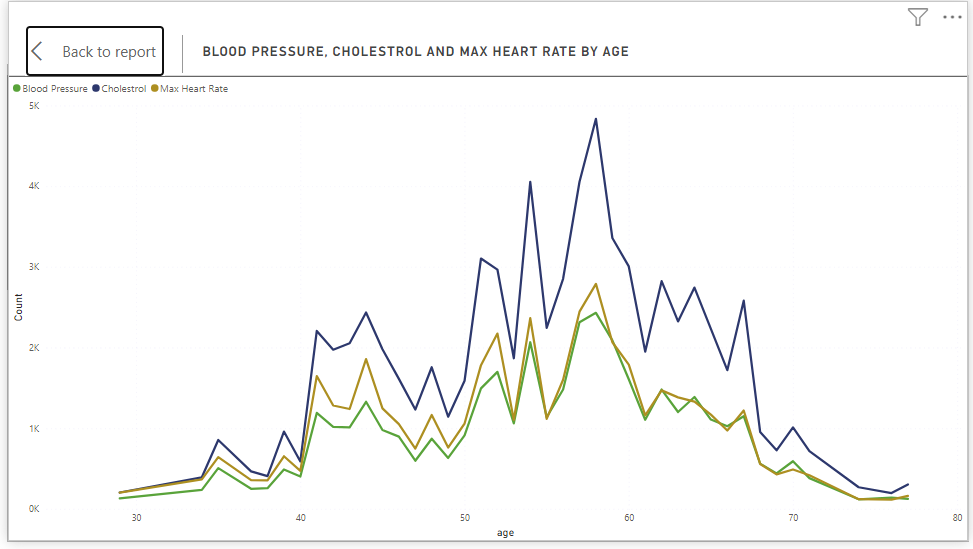 Back to report
BLOOD PRESSURE, CHOLESTROL AND MAX HEART RATE BY AGE
Blood Pressure Cholestrol Max Heart Rate
5K
4K
3K
2K
1K
0K
Count
30 40 50 60 70 80
age